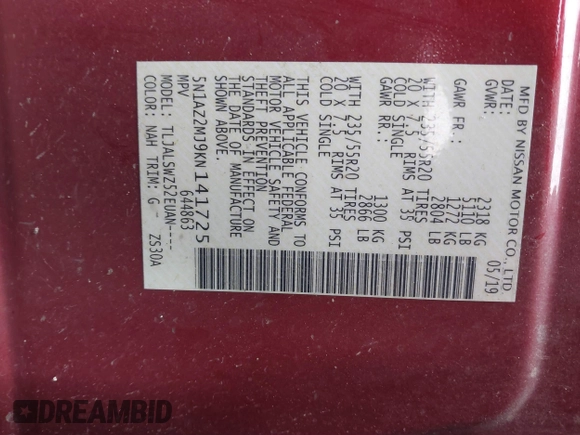 MFD BY NISSAN MOTOR CO., LTD
DATE: 05/19
GVWR: 2318 KG
5110 LB
GAWR FR.: 1272 KG
2804 LB
WITH 235/55R20 TIRES
20 X 7.5 RIMS AT 33 PSI
COLD SINGLE
GAWR RR: 1300 KG
2866 LB
WITH 235/55R20 TIRES
20 X 7.5 RIMS AT 33 PSI
COLD SINGLE
THIS VEHICLE CONFORMS TO
ALL APPLICABLE FEDERAL
MOTOR VEHICLE SAFETY AND
THEFT PREVENTION
STANDARDS IN EFFECT ON
THE DATE OF MANUFACTURE
SHOWN ABOVE.
5N1AZ2MJ9KN141725
MPV 644863
MODEL: TLJALSWZ52EUAN----
COLOR: NAH TRIM: G ZS30A
DREAMBID